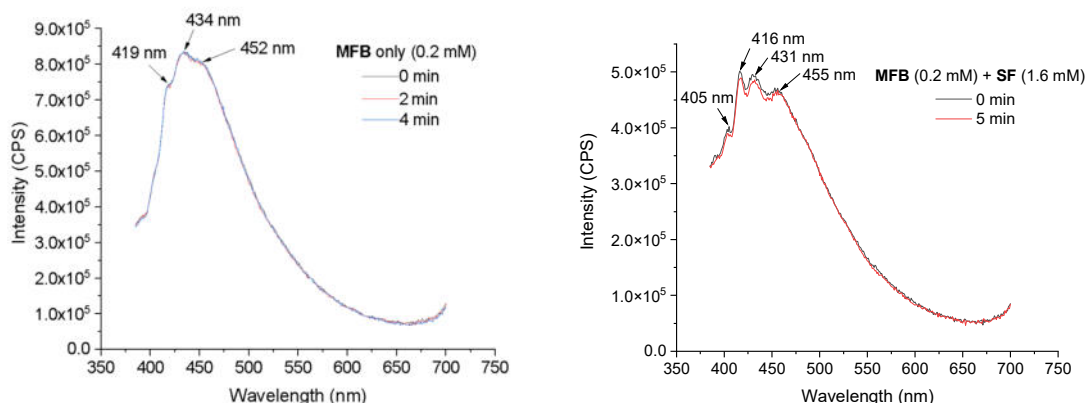 434 nm
419 nm
452 nm
MFB only (0.2 mM)
0 min
2 min
4 min
9.0x10⁵
8.0x10⁵
7.0x10⁵
6.0x10⁵
5.0x10⁵
4.0x10⁵
3.0x10⁵
2.0x10⁵
1.0x10⁵
0.0
Intensity (CPS)
350 400 450 500 550 600 650 700 750
Wavelength (nm)
416 nm
431 nm
455 nm
405 nm
MFB (0.2 mM) + SF (1.6 mM)
0 min
5 min
5.0×10⁵
4.0×10⁵
3.0×10⁵
2.0×10⁵
1.0×10⁵
0.0
Intensity (CPS)
350 400 450 500 550 600 650 700 750
Wavelength (nm)